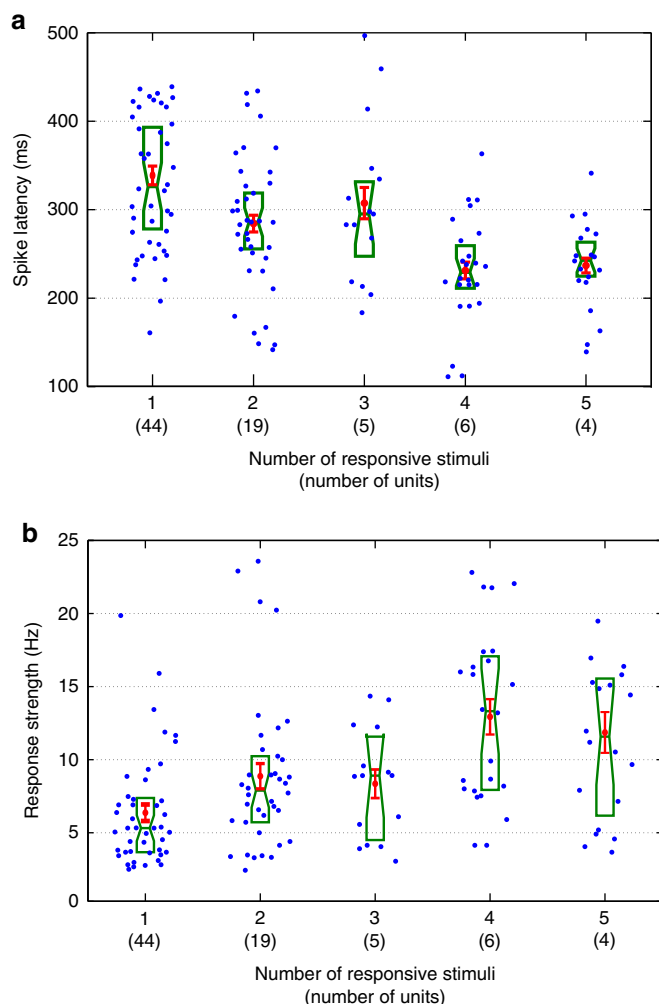 a
500
400
300
200
100
Spike latency (ms)
1 2 3 4 5
(44) (19) (5) (6) (4)
Number of responsive stimuli
(number of units)
b
25
20
15
10
5
0
Response strength (Hz)
1 2 3 4 5
(44) (19) (5) (6) (4)
Number of responsive stimuli
(number of units)